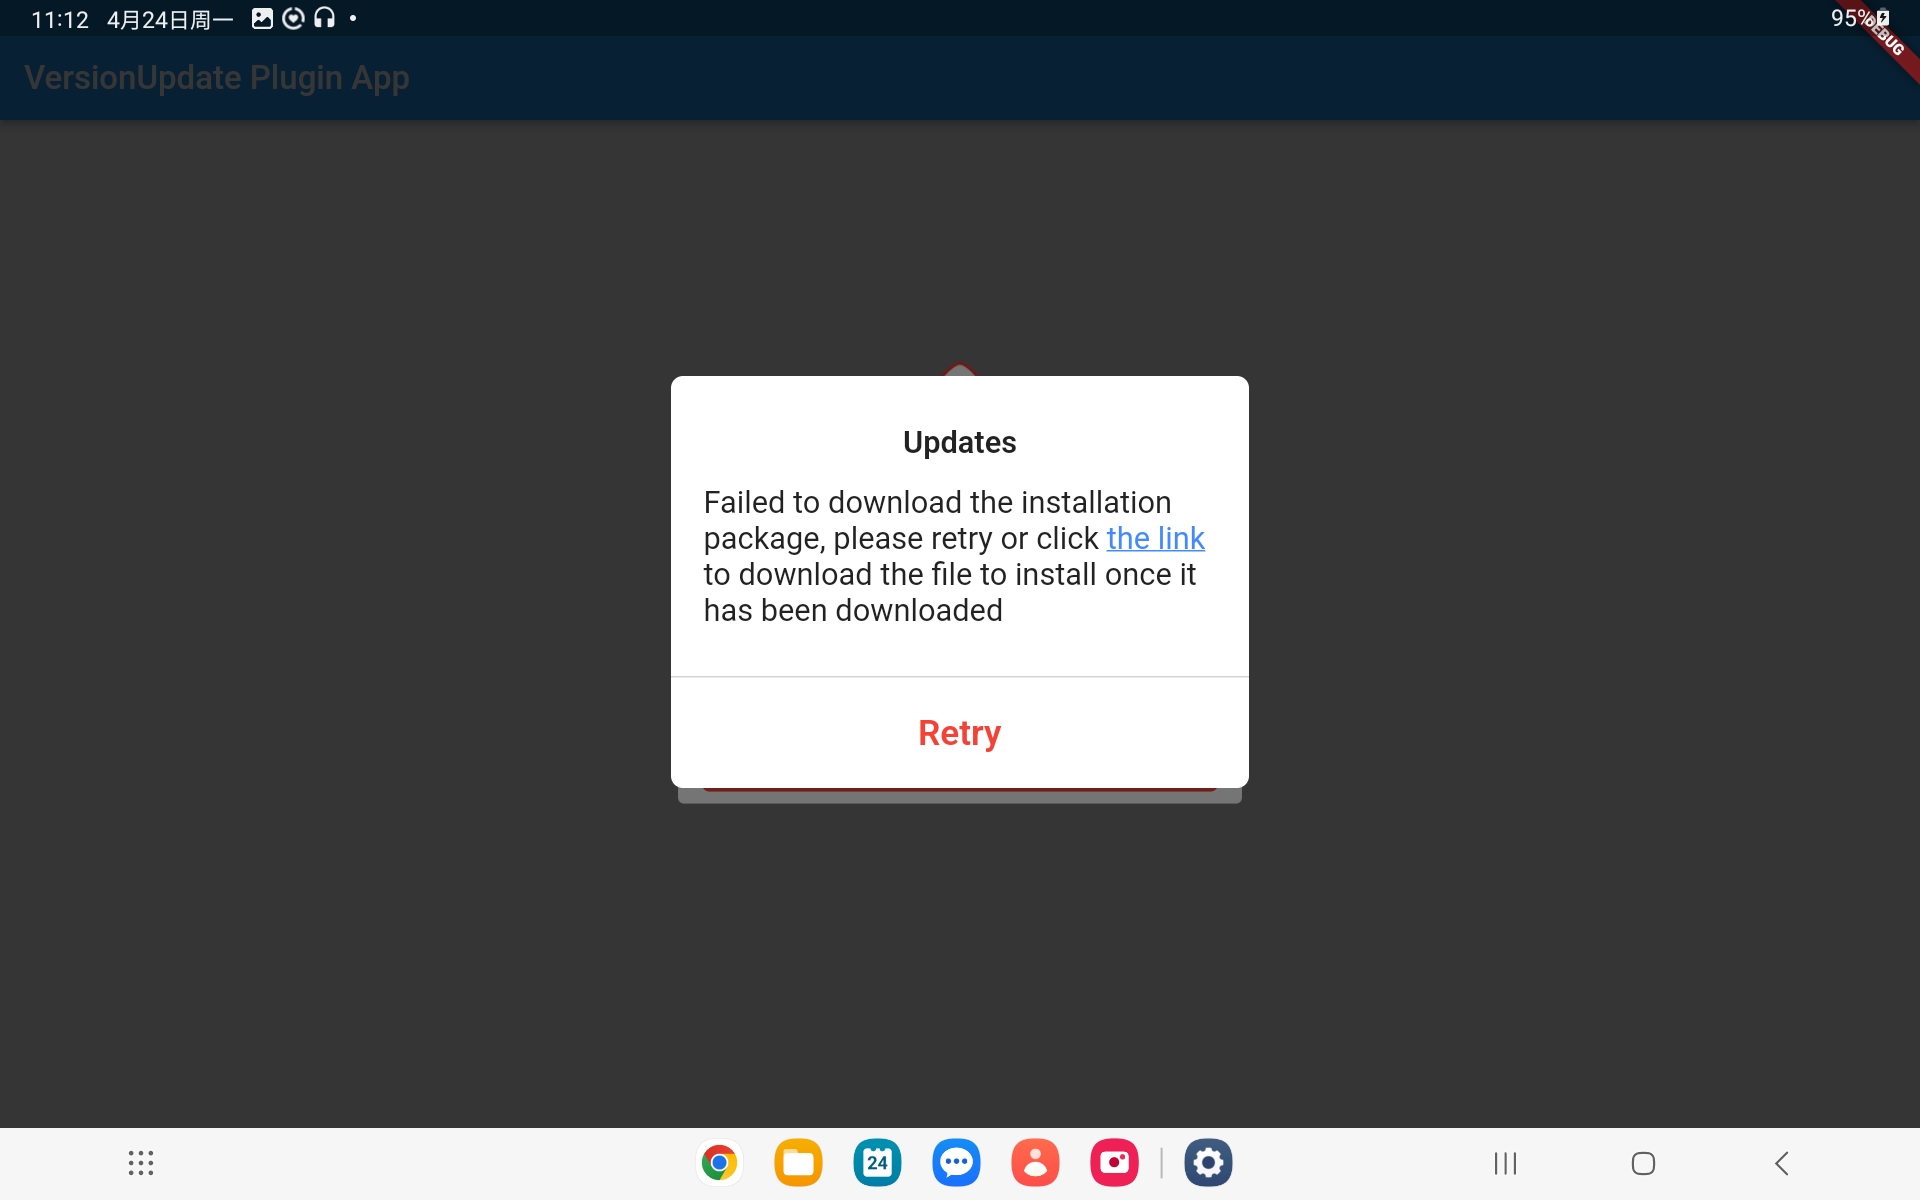 11:12 4月24日周一
95%
DEBUG
VersionUpdate Plugin App
Updates
Failed to download the installation
package, please retry or click the link
to download the file to install once it
has been downloaded
Retry
24